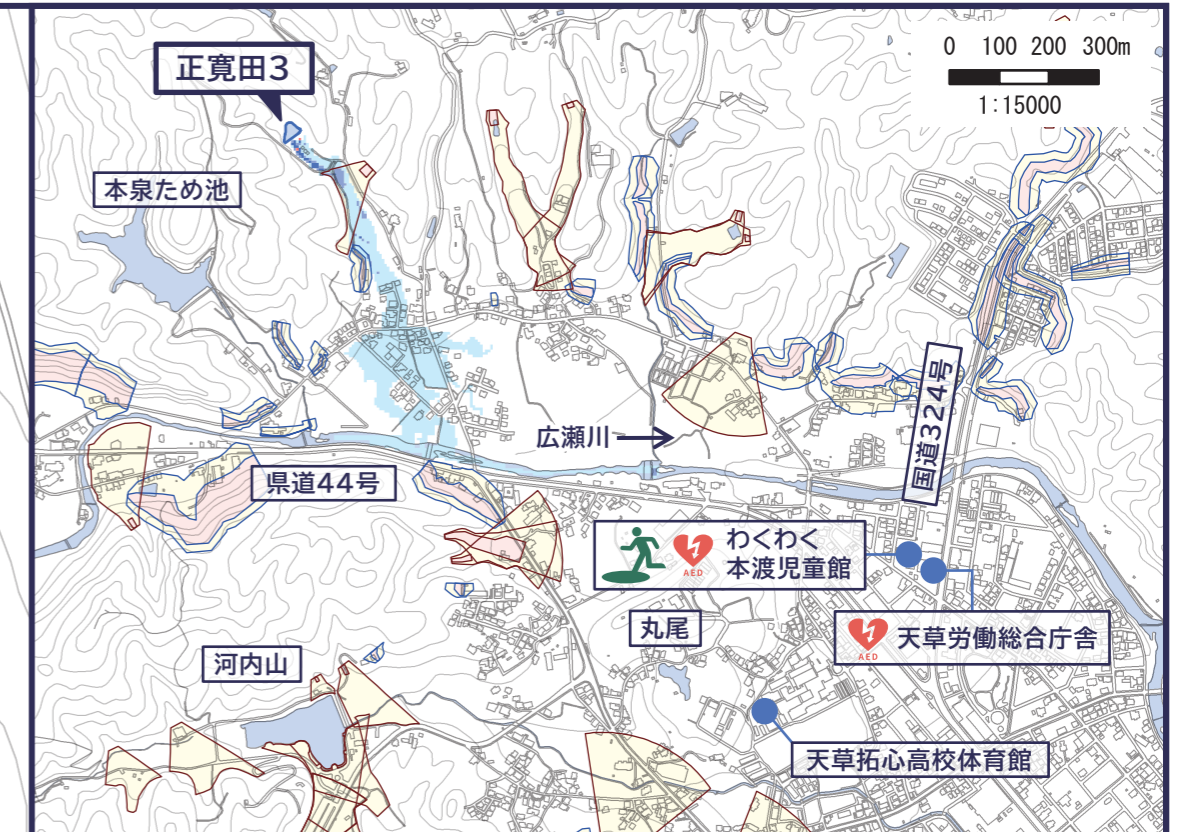 0 100 200 300m
1:15000
正寛田3
本泉ため池
国道324号
広瀬川
県道44号
AED
わくわく
本渡児童館
AED
天草労働総合庁舎
丸尾
河内山
天草拓心高校体育館